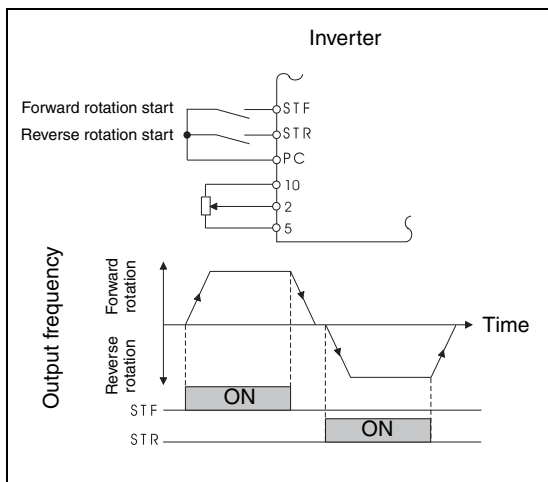 Inverter
Forward rotation start
STF
Reverse rotation start
STR
PC
10
2
5
Output frequency
Forward
rotation
Reverse
rotation
Time
ON
STF
ON
STR